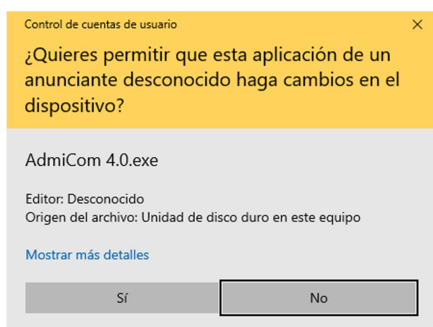 Control de cuentas de usuario
¿Quieres permitir que esta aplicación de un
anunciante desconocido haga cambios en el
dispositivo?
AdmiCom 4.0.exe
Editor: Desconocido
Origen del archivo: Unidad de disco duro en este equipo
Mostrar más detalles
Sí
No